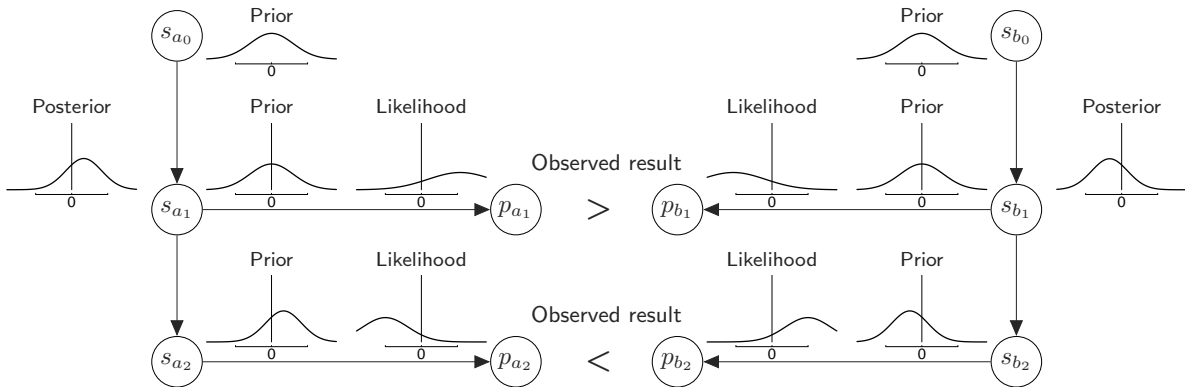 Prior
Prior
s_{a_0}
s_{b_0}
0
0
Posterior
Prior
Likelihood
Likelihood
Prior
Posterior
Observed result
0
0
0
0
0
0
s_{a_1}
p_{a_1}
>
p_{b_1}
s_{b_1}
Prior
Likelihood
Likelihood
Prior
Observed result
0
0
0
0
s_{a_2}
p_{a_2}
<
p_{b_2}
s_{b_2}